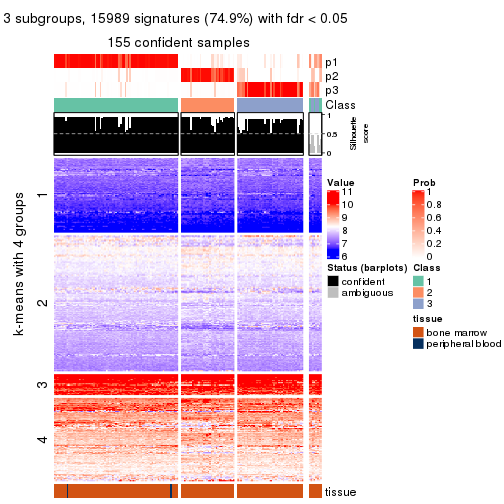 3 subgroups, 15989 signatures (74.9%) with fdr < 0.05
155 confident samples
p1
p2
p3
Class
1
0.5
0
Silhouette
score
k-means with 4 groups
1
2
3
4
Value
11
10
9
8
7
6
Prob
1
0.8
0.6
0.4
0.2
0
Status (barplots)
confident
ambiguous
Class
1
2
3
tissue
bone marrow
peripheral blood
tissue